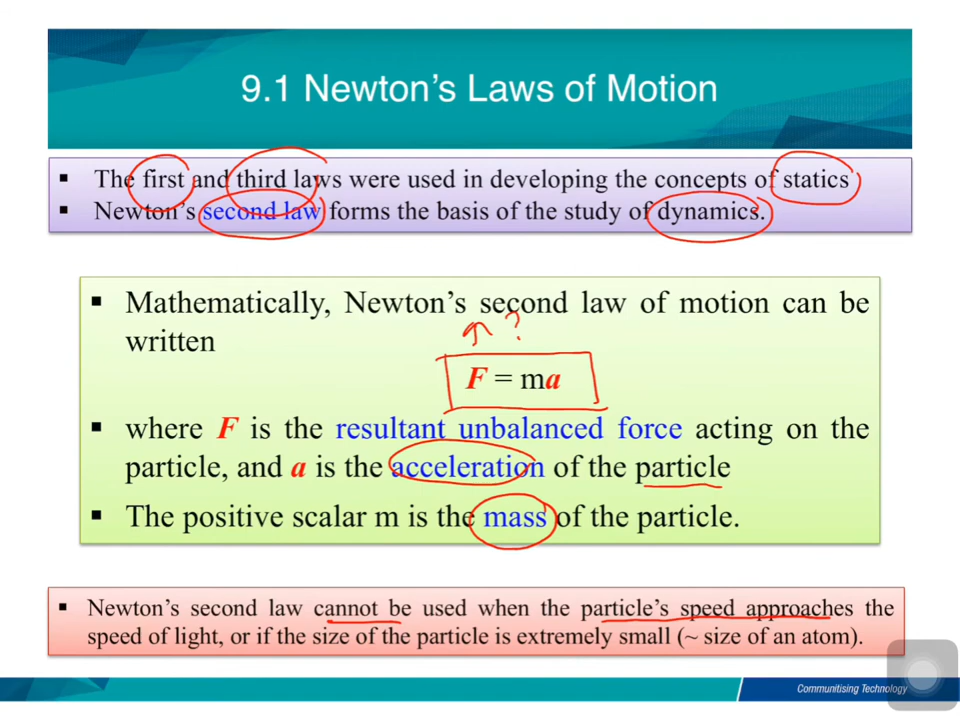 9.1 Newton's Laws of Motion
▪ The first and third laws were used in developing the concepts of statics
▪ Newton's second law forms the basis of the study of dynamics.
▪ Mathematically, Newton's second law of motion can be
written
↑ ?
F = ma
▪ where F is the resultant unbalanced force acting on the
particle, and a is the acceleration of the particle
▪ The positive scalar m is the mass of the particle.
▪ Newton's second law cannot be used when the particle's speed approaches the
speed of light, or if the size of the particle is extremely small (~ size of an atom).
Communitising Technology